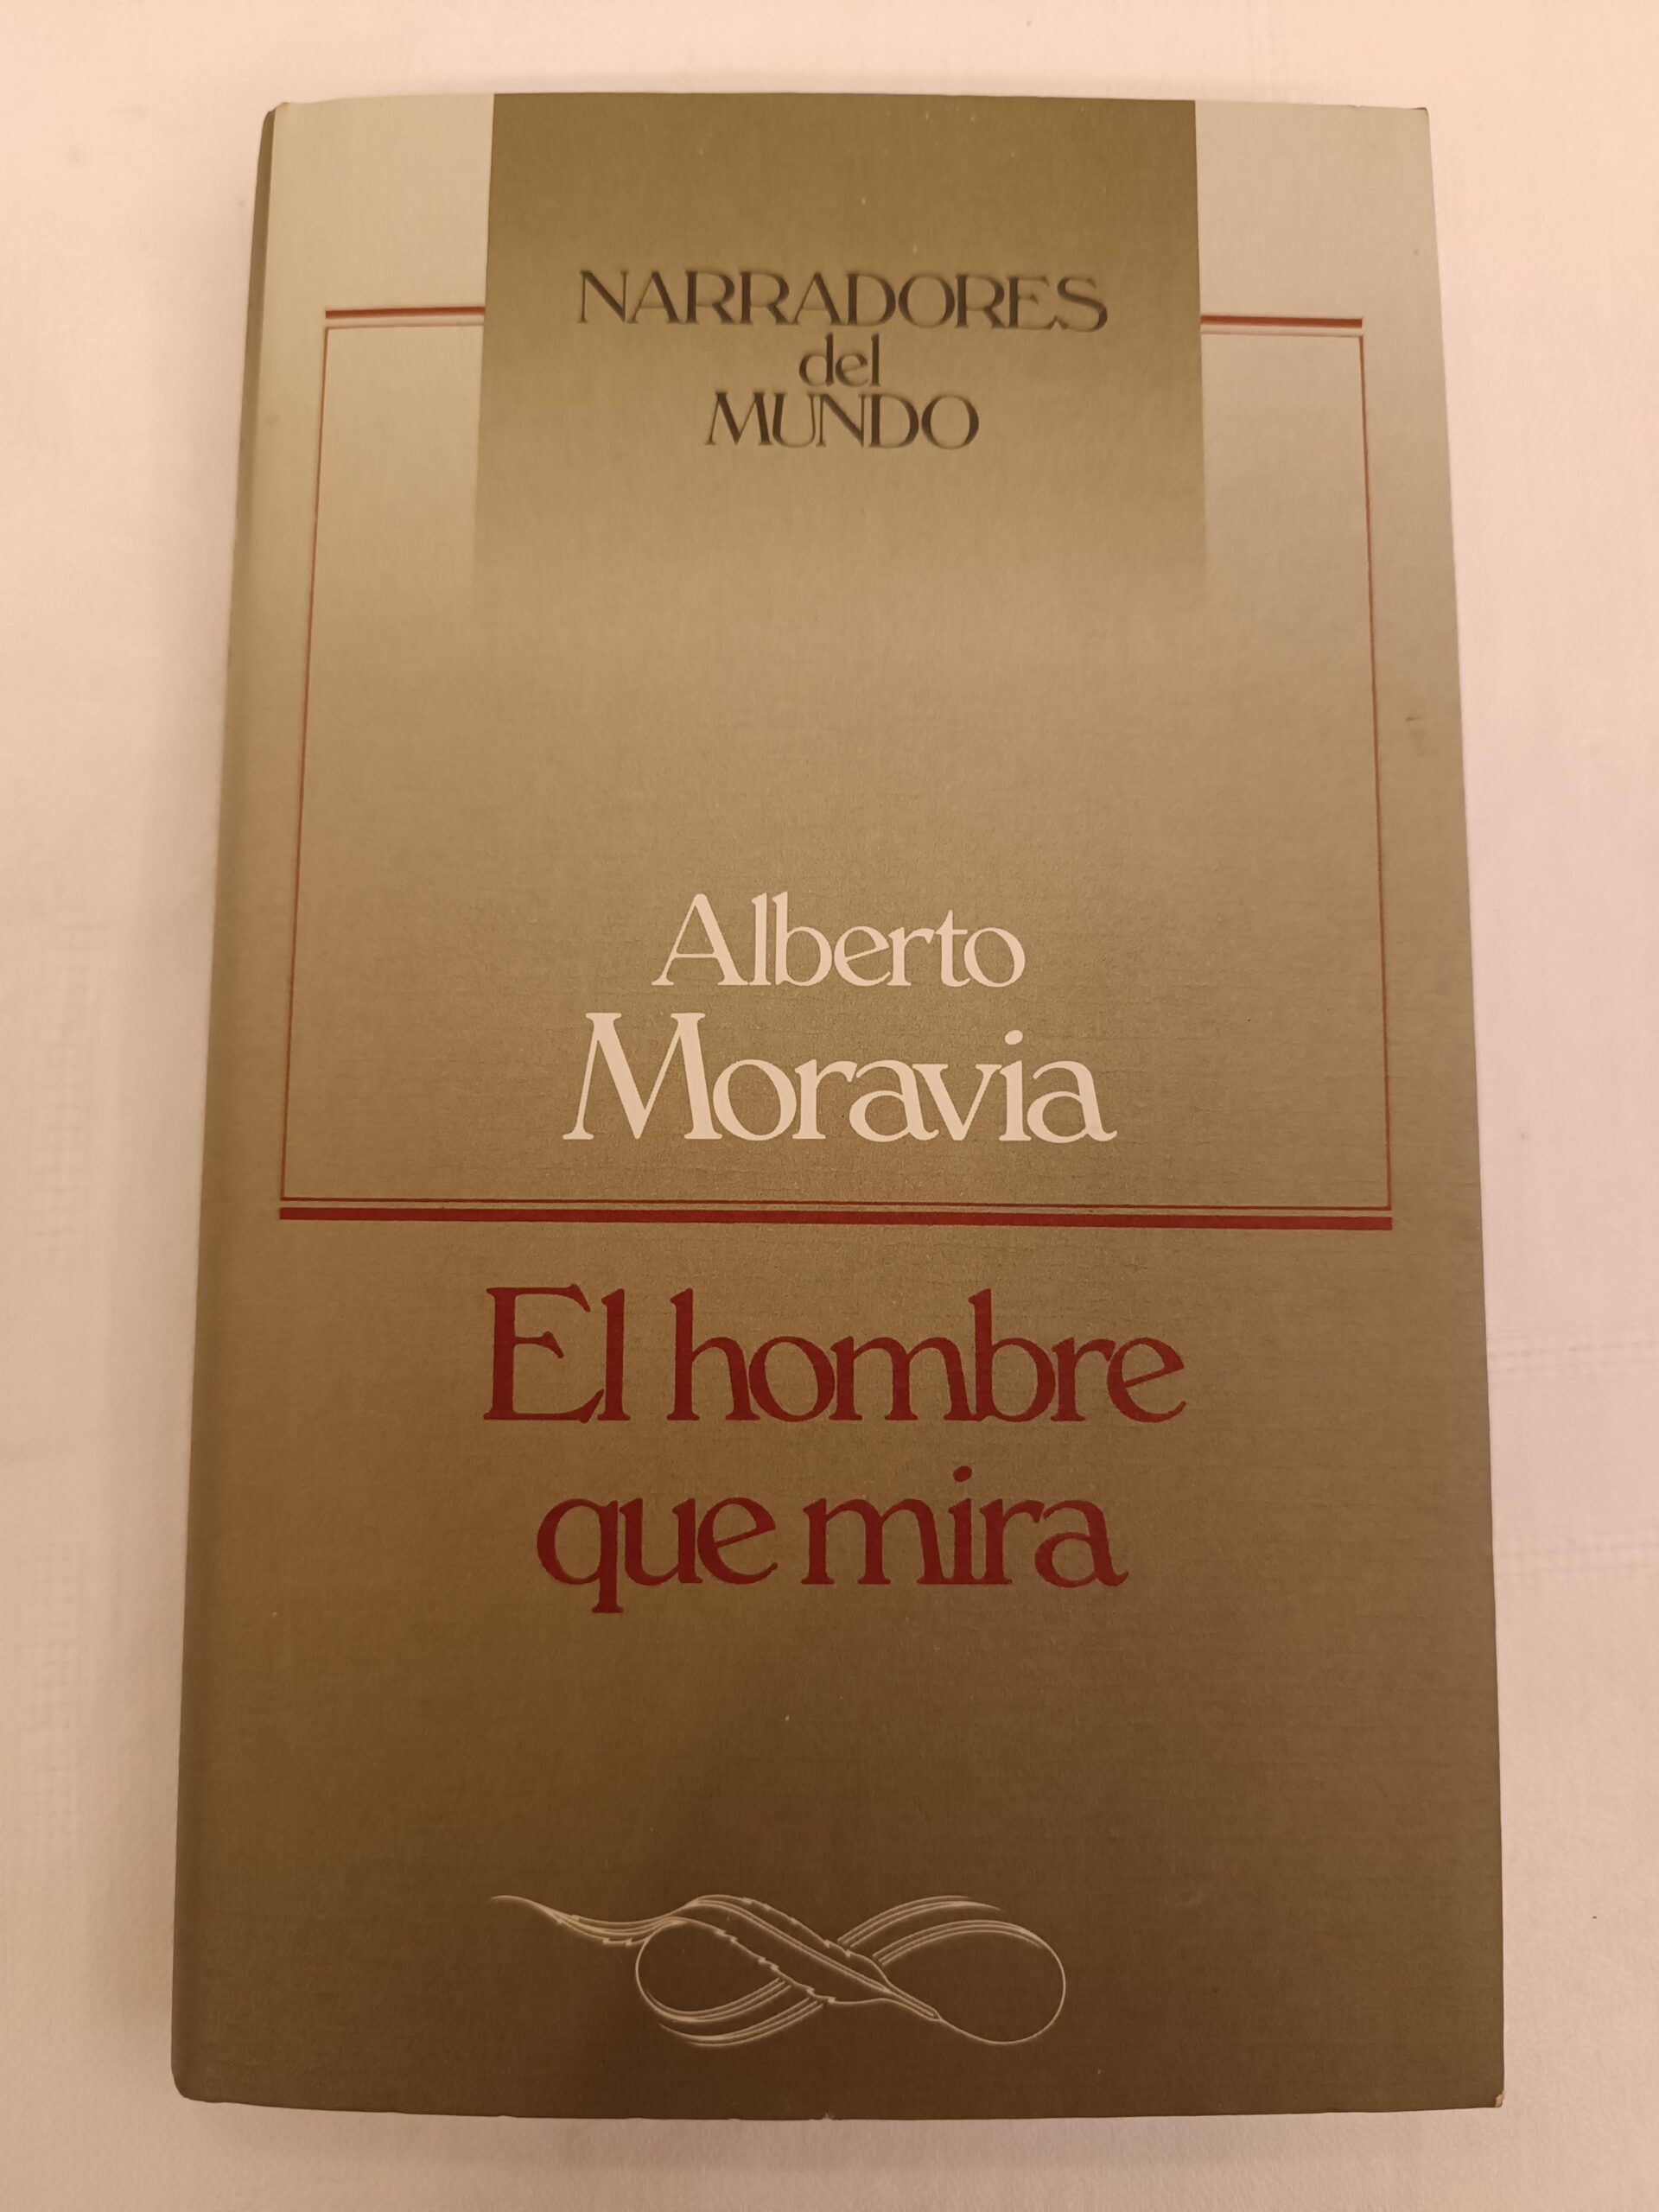 NARRADORES
del
MUNDO
Alberto
Moravia
El hombre
que mira